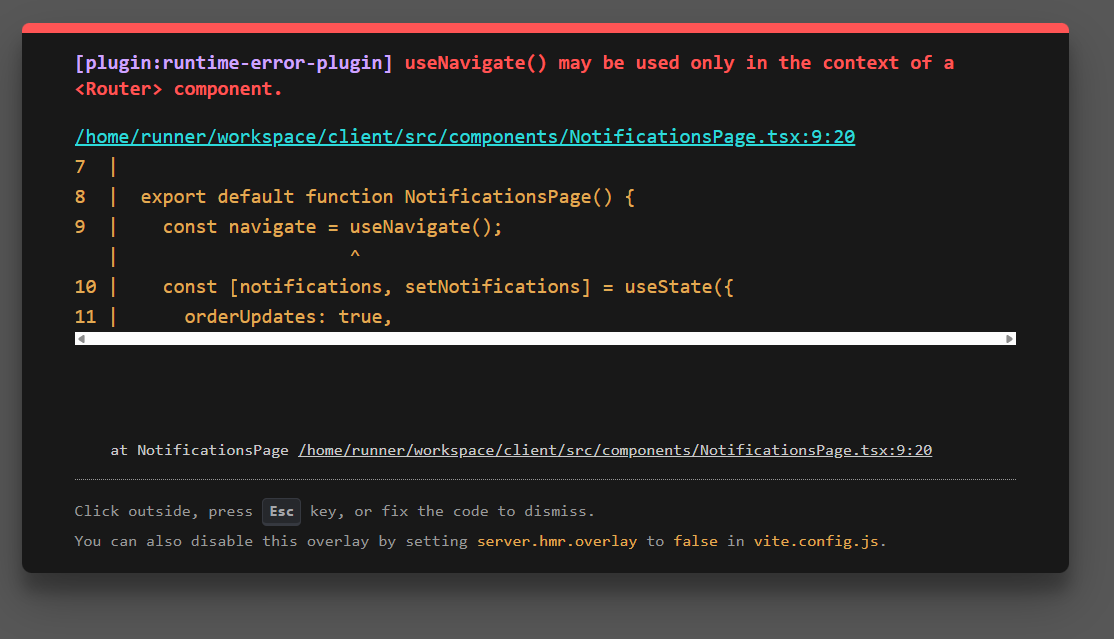 [plugin:runtime-error-plugin] useNavigate() may be used only in the context of a
<Router> component.
/home/runner/workspace/client/src/components/NotificationsPage.tsx:9:20
7  |
8  |  export default function NotificationsPage() {
9  |    const navigate = useNavigate();
   |                     ^
10 |    const [notifications, setNotifications] = useState({
11 |      orderUpdates: true,
at NotificationsPage /home/runner/workspace/client/src/components/NotificationsPage.tsx:9:20
Click outside, press Esc key, or fix the code to dismiss.
You can also disable this overlay by setting server.hmr.overlay to false in vite.config.js.